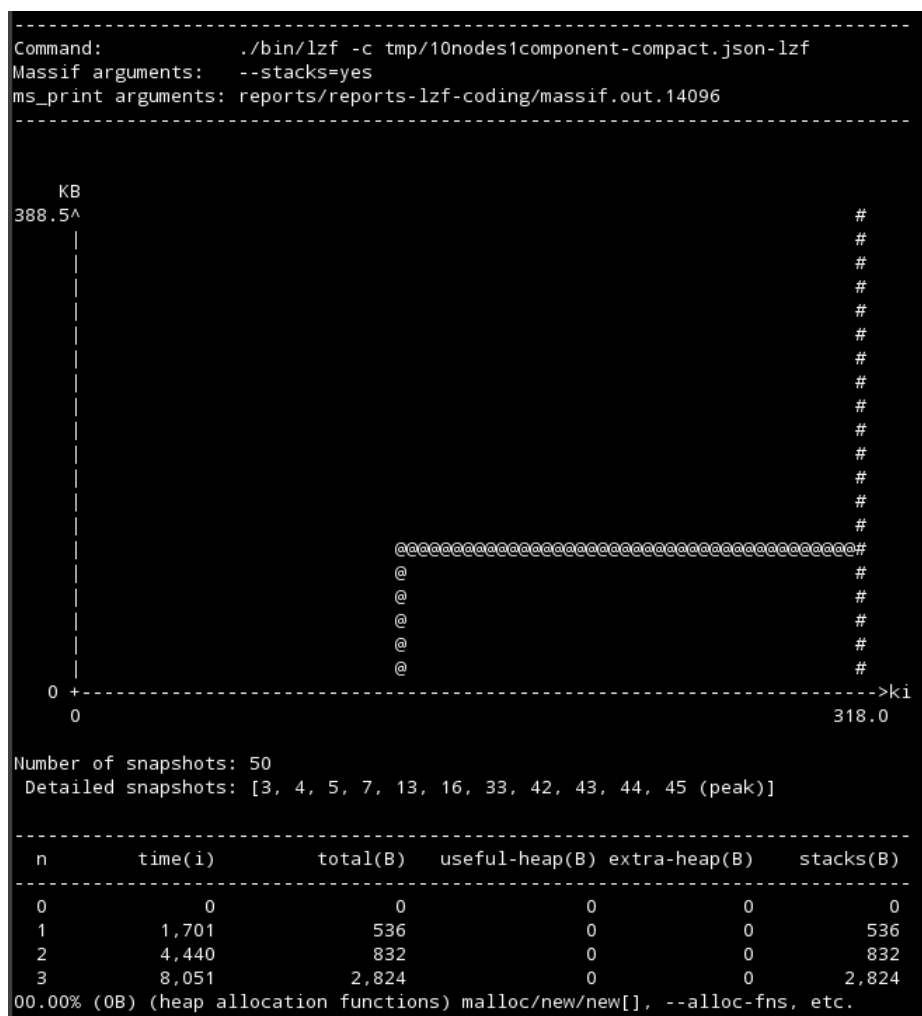 --------------------------------------------------------------------------------
Command:            ./bin/lzf -c tmp/10nodes1component-compact.json-lzf
Massif arguments:   --stacks=yes
ms_print arguments: reports/reports-lzf-coding/massif.out.14096
--------------------------------------------------------------------------------
    KB
388.5^                                                                      #
     |                                                                      #
     |                                                                      #
     |                                                                      #
     |                                                                      #
     |                                                                      #
     |                                                                      #
     |                                                                      #
     |                                                                      #
     |                                                                      #
     |                                                                      #
     |                                                                      #
     |                                                                      #
     |                                                                      #
     |                             @@@@@@@@@@@@@@@@@@@@@@@@@@@@@@@@@@@@@@@@@#
     |                             @                                        #
     |                             @                                        #
     |                             @                                        #
     |                             @                                        #
     |                             @                                        #
   0 +----------------------------------------------------------------------->ki
     0                                                                   318.0
Number of snapshots: 50
 Detailed snapshots: [3, 4, 5, 7, 13, 16, 33, 42, 43, 44, 45 (peak)]
--------------------------------------------------------------------------------
  n        time(i)         total(B)   useful-heap(B) extra-heap(B)    stacks(B)
--------------------------------------------------------------------------------
  0              0                0                0             0            0
  1          1,701              536                0             0          536
  2          4,440              832                0             0          832
  3          8,051            2,824                0             0        2,824
00.00% (0B) (heap allocation functions) malloc/new/new[], --alloc-fns, etc.